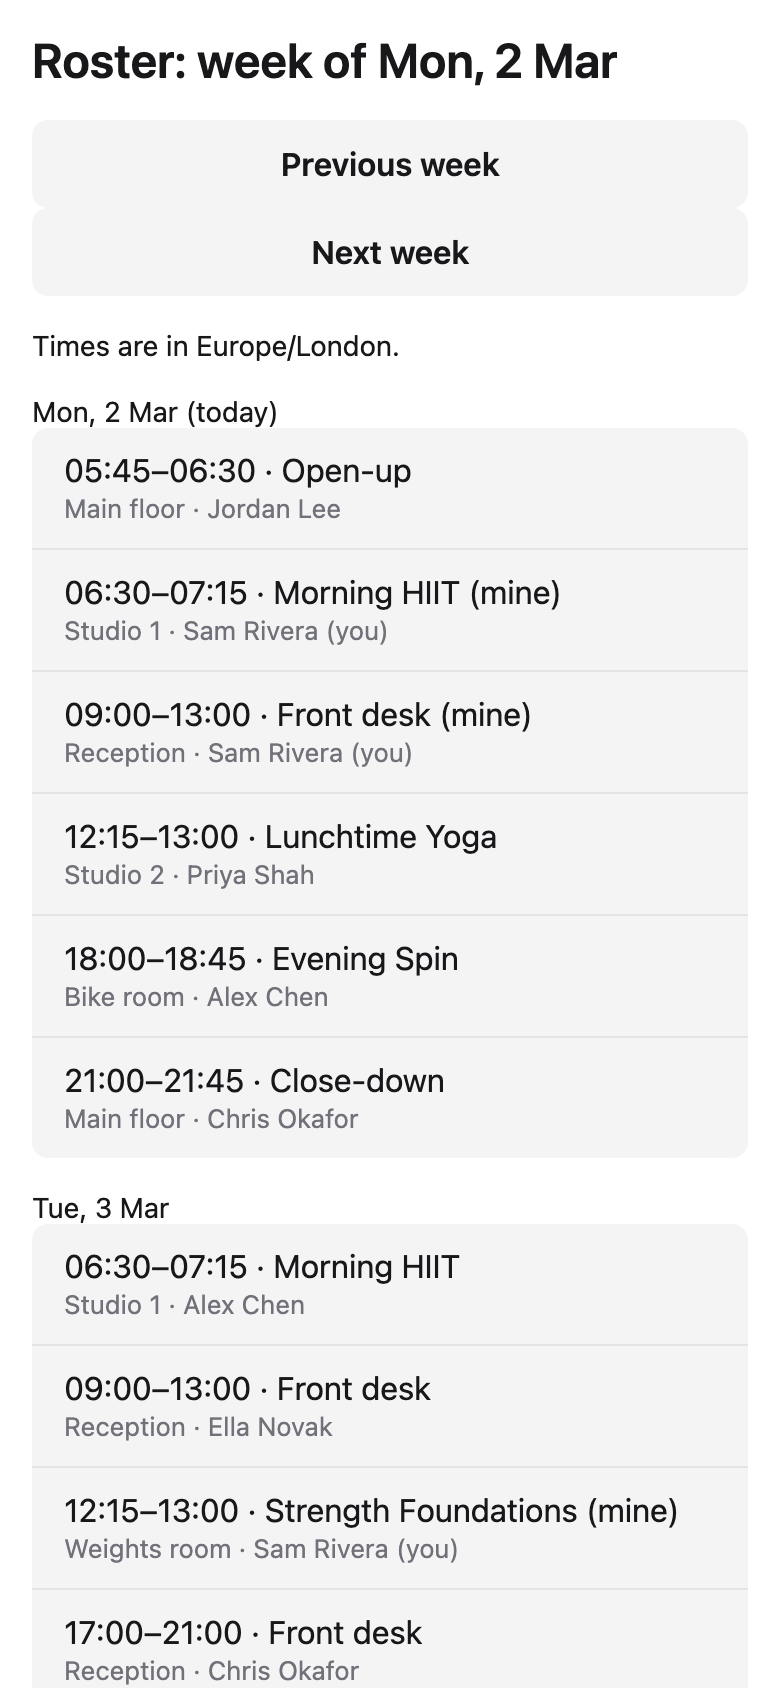 Roster: week of Mon, 2 Mar
Previous week
Next week
Times are in Europe/London.
Mon, 2 Mar (today)
05:45–06:30 · Open-up
Main floor · Jordan Lee
06:30–07:15 · Morning HIIT (mine)
Studio 1 · Sam Rivera (you)
09:00–13:00 · Front desk (mine)
Reception · Sam Rivera (you)
12:15–13:00 · Lunchtime Yoga
Studio 2 · Priya Shah
18:00–18:45 · Evening Spin
Bike room · Alex Chen
21:00–21:45 · Close-down
Main floor · Chris Okafor
Tue, 3 Mar
06:30–07:15 · Morning HIIT
Studio 1 · Alex Chen
09:00–13:00 · Front desk
Reception · Ella Novak
12:15–13:00 · Strength Foundations (mine)
Weights room · Sam Rivera (you)
17:00–21:00 · Front desk
Reception · Chris Okafor